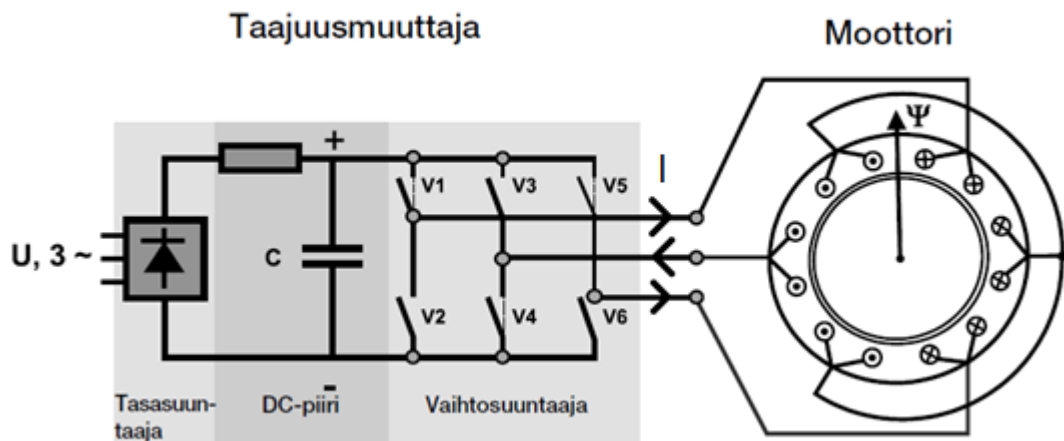 Taajuusmuuttaja
Moottori
Ψ
+
I
V1
V3
V5
U, 3 ~
C
V2
V4
V6
-
Tasasuun-
taaja
DC-piiri
Vaihtosuuntaaja